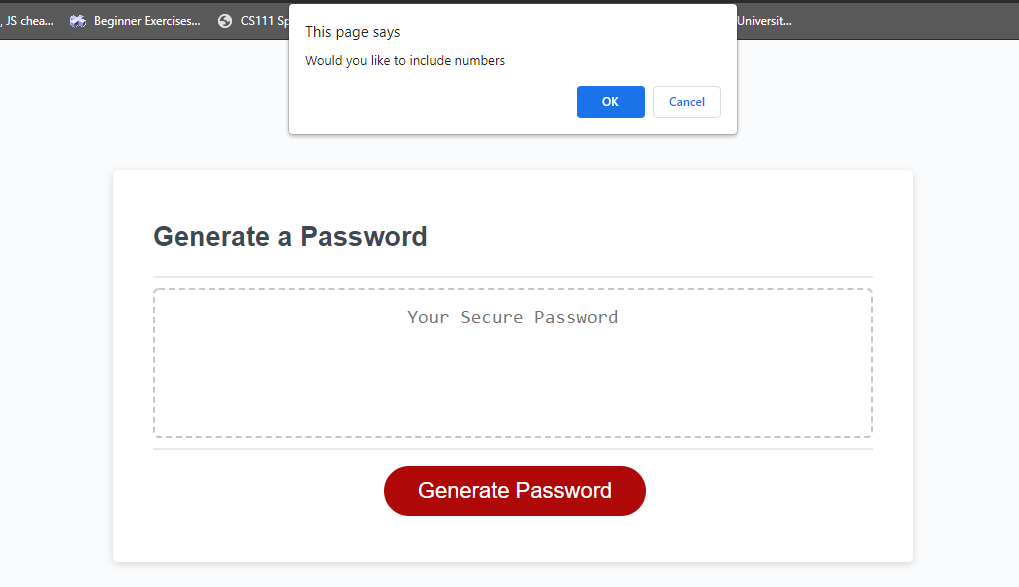 , JS chea... Beginner Exercises... CS111 Sp Universit...
This page says
Would you like to include numbers
OK Cancel
Generate a Password
Your Secure Password
Generate Password